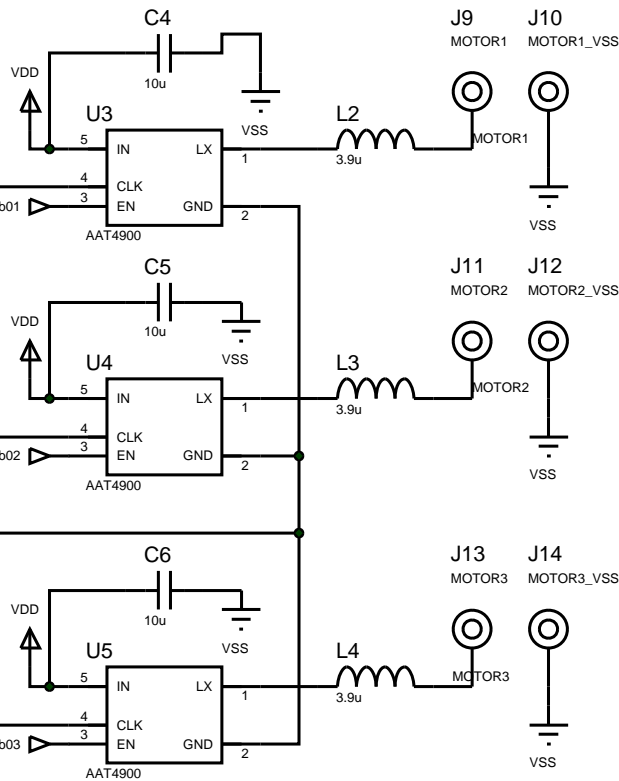 C4
J9
J10
MOTOR1
MOTOR1_VSS
VDD
10u
U3
VSS
L2
5
IN
LX
1
3.9u
MOTOR1
4
CLK
3
EN
GND
2
b01
VSS
AAT4900
C5
J11
J12
MOTOR2
MOTOR2_VSS
VDD
10u
U4
VSS
L3
5
IN
LX
1
3.9u
MOTOR2
4
CLK
3
EN
GND
2
b02
VSS
AAT4900
C6
J13
J14
MOTOR3
MOTOR3_VSS
VDD
10u
U5
VSS
L4
5
IN
LX
1
3.9u
MOTOR3
4
CLK
3
EN
GND
2
b03
VSS
AAT4900